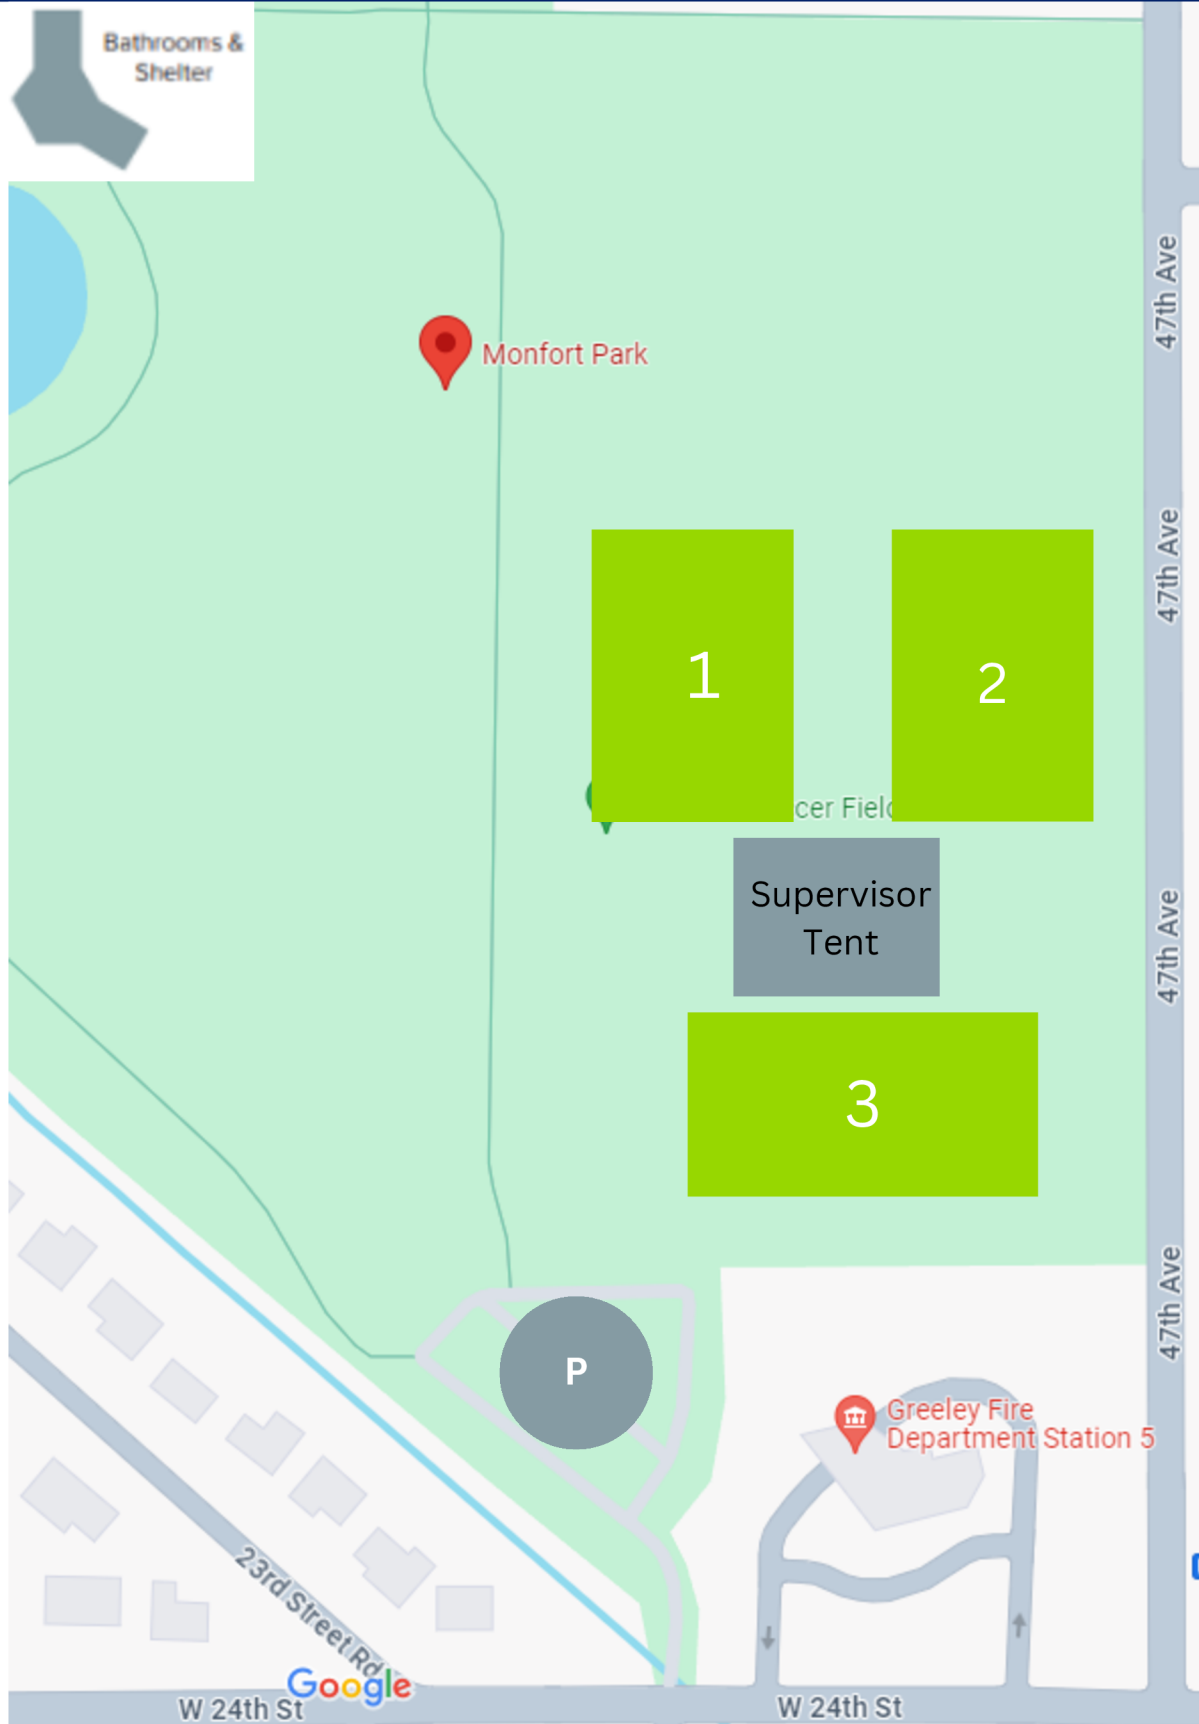 Bathrooms &
Shelter
47th Ave
Monfort Park
47th Ave
1
2
cer Field
Supervisor
Tent
47th Ave
3
47th Ave
P
Greeley Fire
Department Station 5
23rd Street Rd
Google
W 24th St
W 24th St